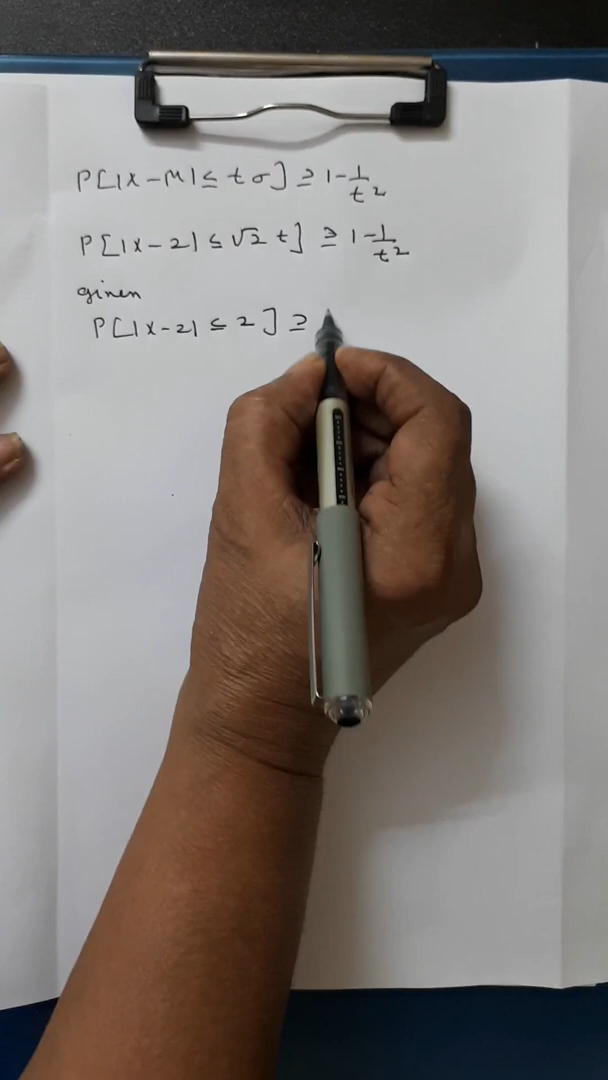 P[|X-M|≤ tσ] ≥ 1-1/t²
P[|X-2|≤ √2 t] ≥ 1-1/t²
given
P[|X-2| ≤ 2] ≥